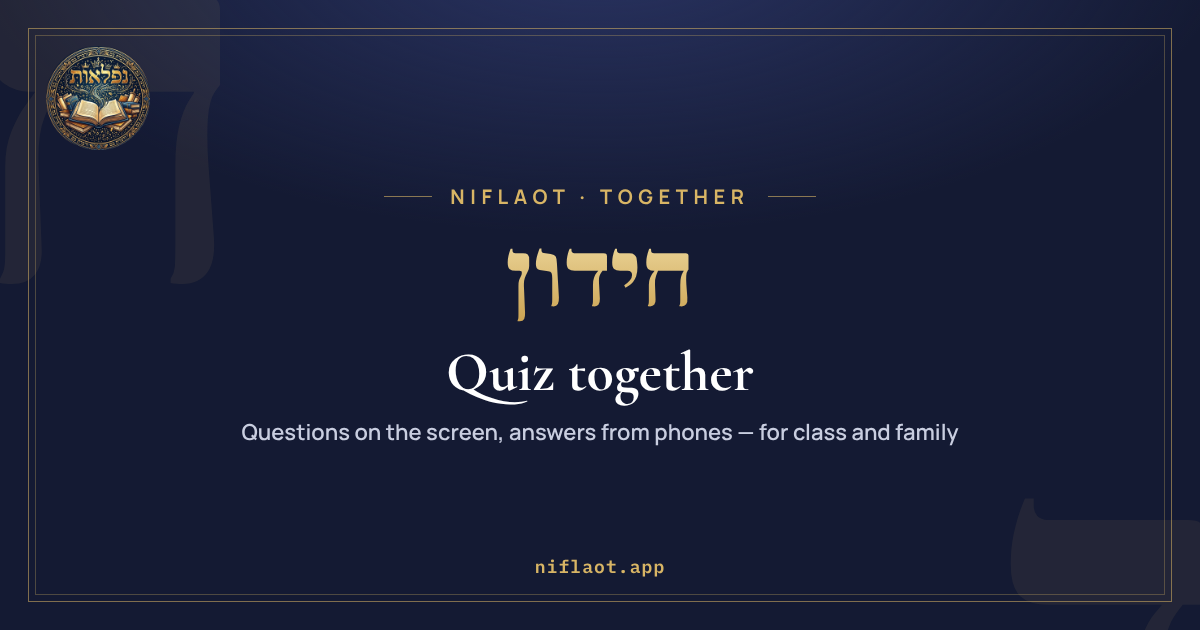 נפלאות
NIFLAOT · TOGETHER
חידון
Quiz together
Questions on the screen, answers from phones — for class and family
niflaot.app